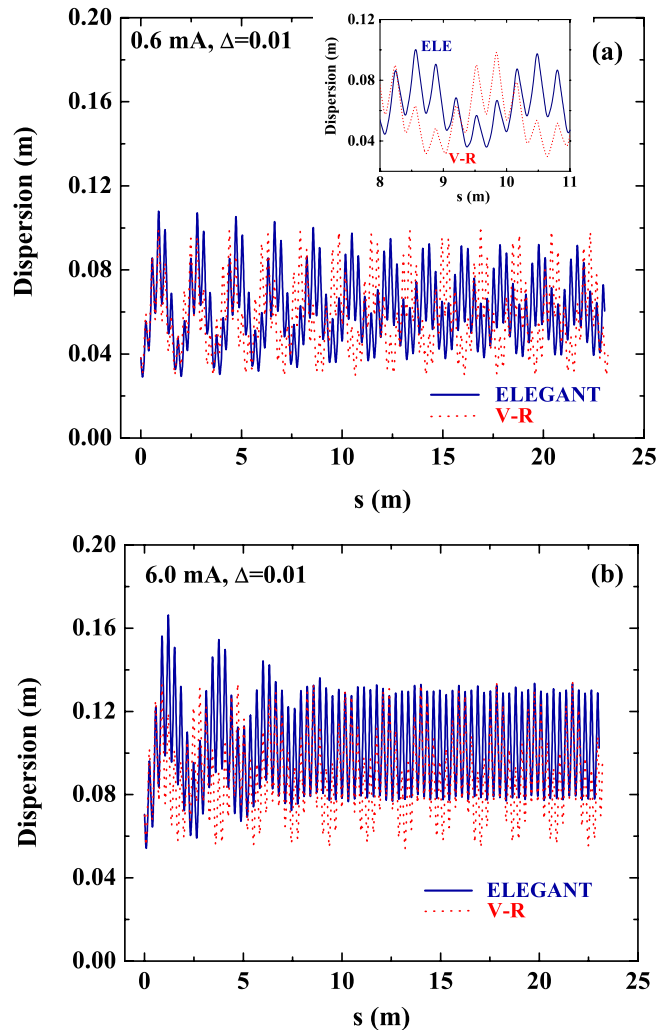 0.6 mA, Δ=0.01
(a)
Dispersion (m)
0.20
0.16
0.12
0.08
0.04
0.00
0 5 10 15 20 25
s (m)
ELEGANT
V-R
Dispersion (m)
0.12
0.08
0.04
ELE
V-R
8 9 10 11
s (m)
6.0 mA, Δ=0.01
(b)
Dispersion (m)
0.20
0.16
0.12
0.08
0.04
0.00
0 5 10 15 20 25
s (m)
ELEGANT
V-R